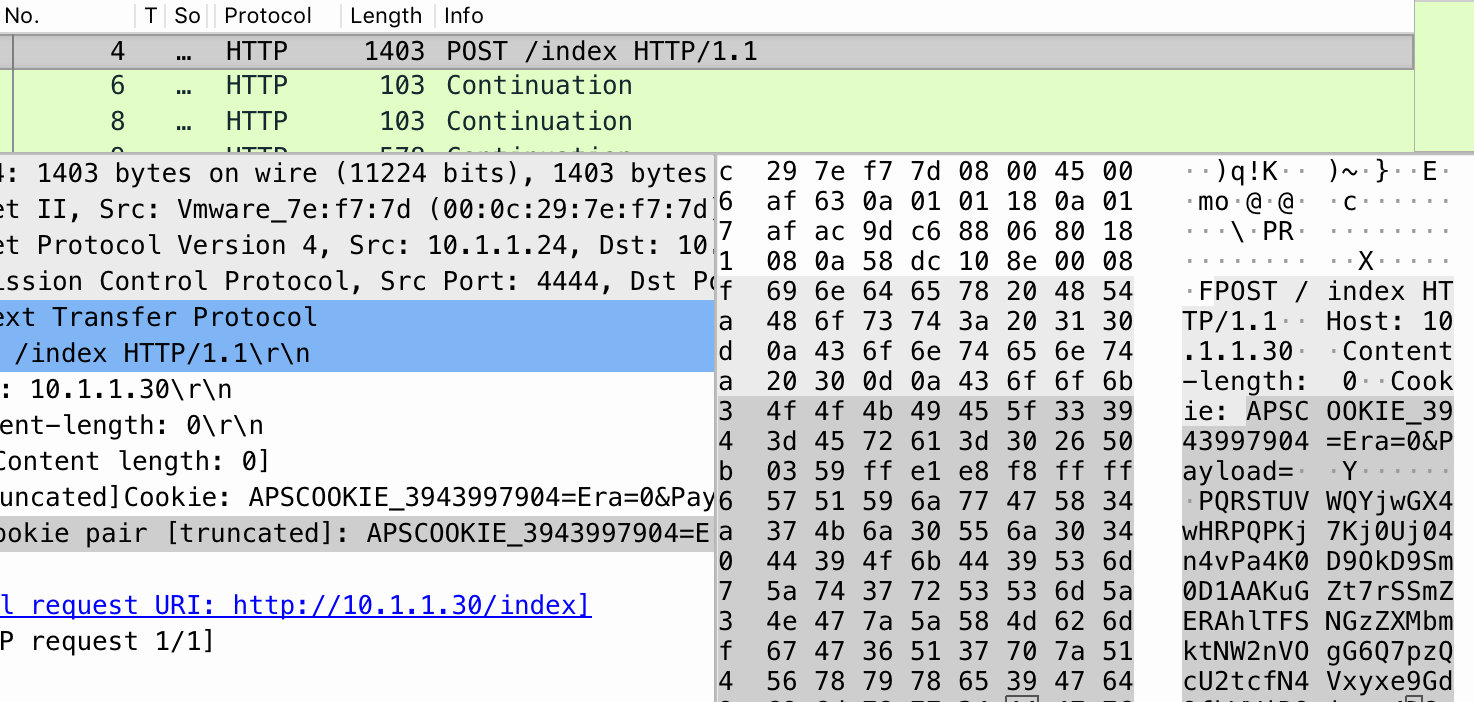 No. T So Protocol Length Info
4 … HTTP 1403 POST /index HTTP/1.1
6 … HTTP 103 Continuation
8 … HTTP 103 Continuation
4: 1403 bytes on wire (11224 bits), 1403 bytes
et II, Src: Vmware_7e:f7:7d (00:0c:29:7e:f7:7d
et Protocol Version 4, Src: 10.1.1.24, Dst: 10.
ission Control Protocol, Src Port: 4444, Dst Po
ext Transfer Protocol
/index HTTP/1.1\r\n
: 10.1.1.30\r\n
ent-length: 0\r\n
Content length: 0]
runcated]Cookie: APSCOOKIE_3943997904=Era=0&Pay
ookie pair [truncated]: APSCOOKIE_3943997904=E
l request URI: http://10.1.1.30/index]
P request 1/1]
c 29 7e f7 7d 08 00 45 00 ··)q!K·· )~·}··E·
6 af 63 0a 01 01 18 0a 01 ·mo·@·@· ·c······
7 af ac 9d c6 88 06 80 18 ···\·PR· ········
1 08 0a 58 dc 10 8e 00 08 ········ ··X·····
f 69 6e 64 65 78 20 48 54 ·FPOST / index HT
a 48 6f 73 74 3a 20 31 30 TP/1.1·· Host: 10
d 0a 43 6f 6e 74 65 6e 74 .1.1.30· ·Content
a 20 30 0d 0a 43 6f 6f 6b -length: 0··Cook
3 4f 4f 4b 49 45 5f 33 39 ie: APSC OOKIE_39
4 3d 45 72 61 3d 30 26 50 43997904 =Era=0&P
b 03 59 ff e1 e8 f8 ff ff ayload=· ·Y······
6 57 51 59 6a 77 47 58 34 ·PQRSTUV WQYjwGX4
a 37 4b 6a 30 55 6a 30 34 wHRPQPKj 7Kj0Uj04
0 44 39 4f 6b 44 39 53 6d n4vPa4K0 D9OkD9Sm
7 5a 74 37 72 53 53 6d 5a 0D1AAKuG Zt7rSSmZ
3 4e 47 7a 5a 58 4d 62 6d ERAhlTFS NGzZXMbm
f 67 47 36 51 37 70 7a 51 ktNW2nVO gG6Q7pzQ
4 56 78 79 78 65 39 47 64 cU2tcfN4 Vxyxe9Gd